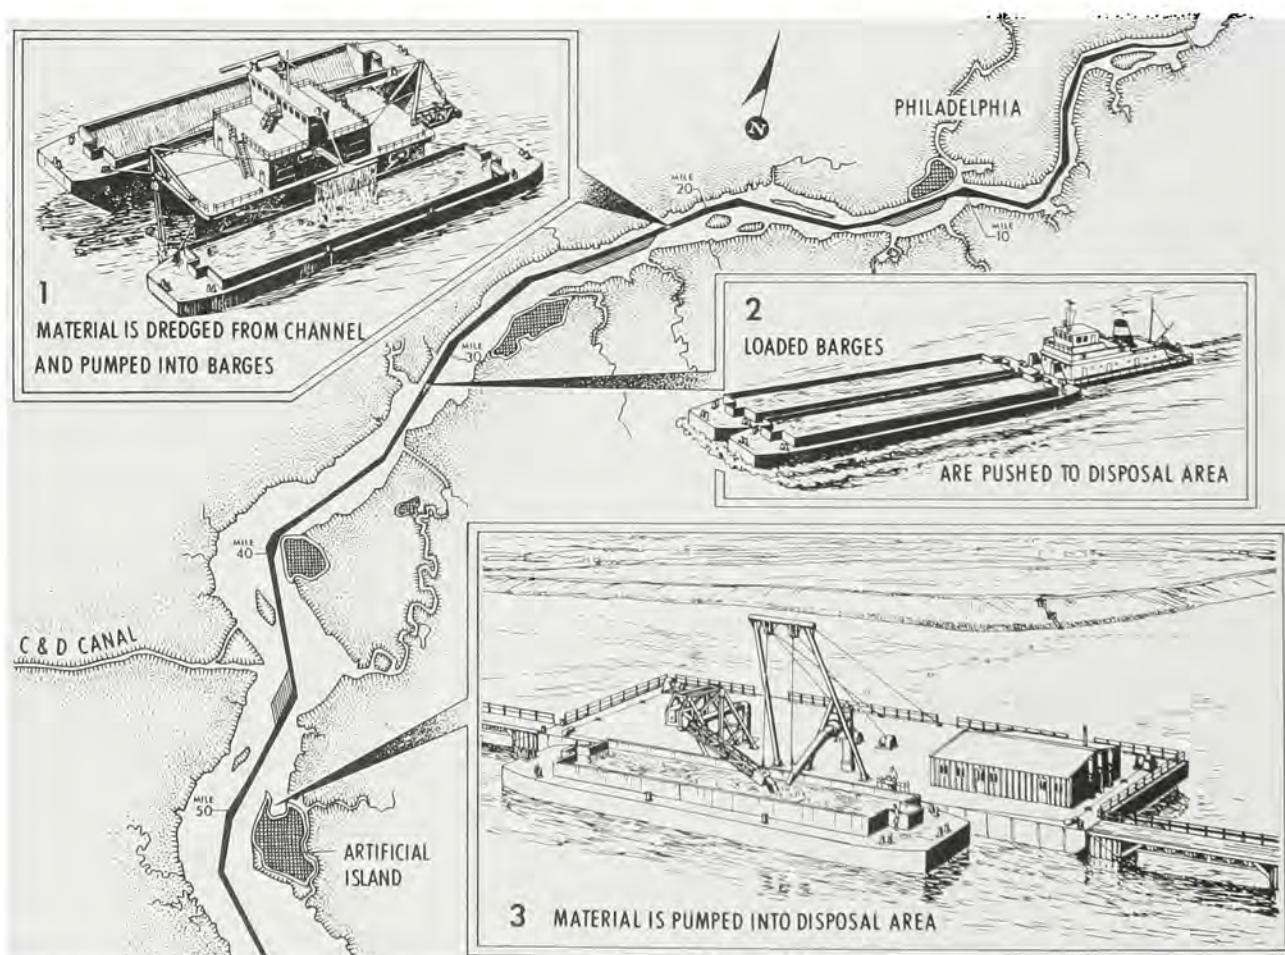 PHILADELPHIA
N
MILE
20
MILE
10
1
MATERIAL IS DREDGED FROM CHANNEL
AND PUMPED INTO BARGES
2
LOADED BARGES
ARE PUSHED TO DISPOSAL AREA
MILE
30
MILE
40
C & D CANAL
MILE
50
ARTIFICIAL
ISLAND
3 MATERIAL IS PUMPED INTO DISPOSAL AREA